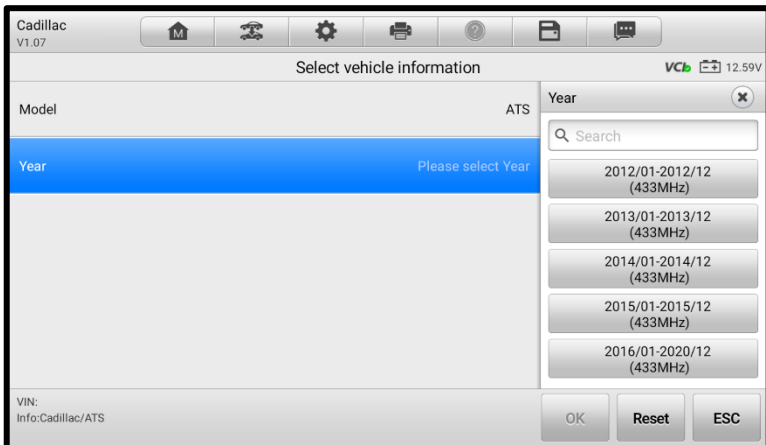 Cadillac
V1.07
M
Select vehicle information
VCI 12.59V
Model ATS
Year Please select Year
Year
Search
2012/01-2012/12
(433MHz)
2013/01-2013/12
(433MHz)
2014/01-2014/12
(433MHz)
2015/01-2015/12
(433MHz)
2016/01-2020/12
(433MHz)
VIN:
Info:Cadillac/ATS
OK Reset ESC